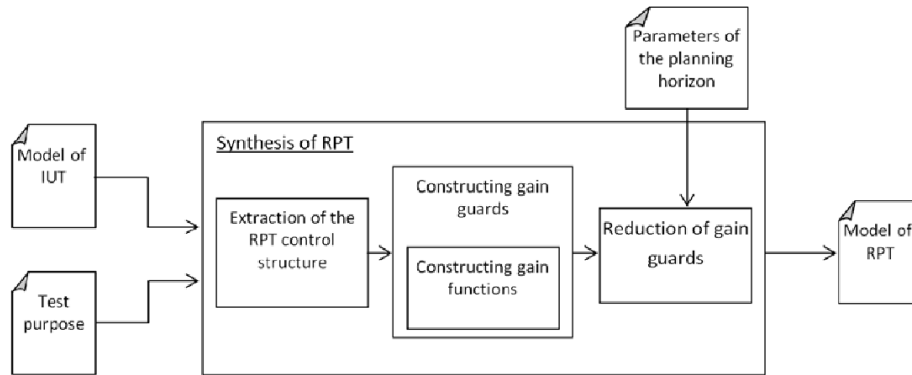 Parameters of
the planning
horizon
Synthesis of RPT
Model of
IUT
Test
purpose
Extraction of the
RPT control
structure
Constructing gain
guards
Constructing gain
functions
Reduction of gain
guards
Model of
RPT